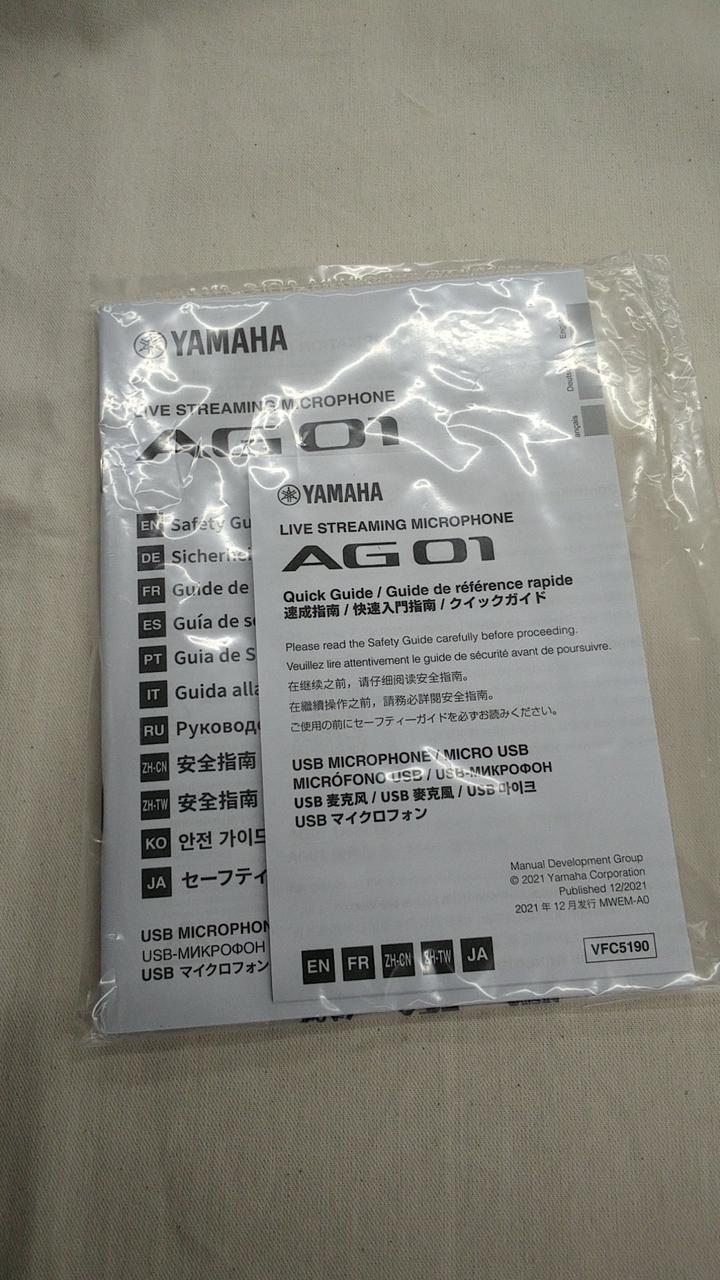 YAMAHA
LIVE STREAMING MICROPHONE
AG 01
EN Safety Gu
DE Sicherhei
FR Guide de
ES Guía de s
PT Guia de S
IT Guida alla
RU Руковод
ZH-CN 安全指南
ZH-TW 安全指南
KO 안전 가이드
JA セーフティ
USB MICROPHON
USB-МИКРОФОН
USB マイクロフォン
Deuts
ançais
YAMAHA
LIVE STREAMING MICROPHONE
AG 01
Quick Guide / Guide de référence rapide
速成指南 / 快速入門指南 / クイックガイド
Please read the Safety Guide carefully before proceeding.
Veuillez lire attentivement le guide de sécurité avant de poursuivre.
在继续之前，请仔细阅读安全指南。
在繼續操作之前，請務必詳閱安全指南。
ご使用の前にセーフティーガイドを必ずお読みください。
USB MICROPHONE / MICRO USB
MICRÓFONO USB / USB-МИКРОФОН
USB 麦克风 / USB 麥克風 / USB 마이크
USB マイクロフォン
Manual Development Group
© 2021 Yamaha Corporation
Published 12/2021
2021 年 12 月发行 MWEM-A0
EN FR ZH-CN ZH-TW JA
VFC5190